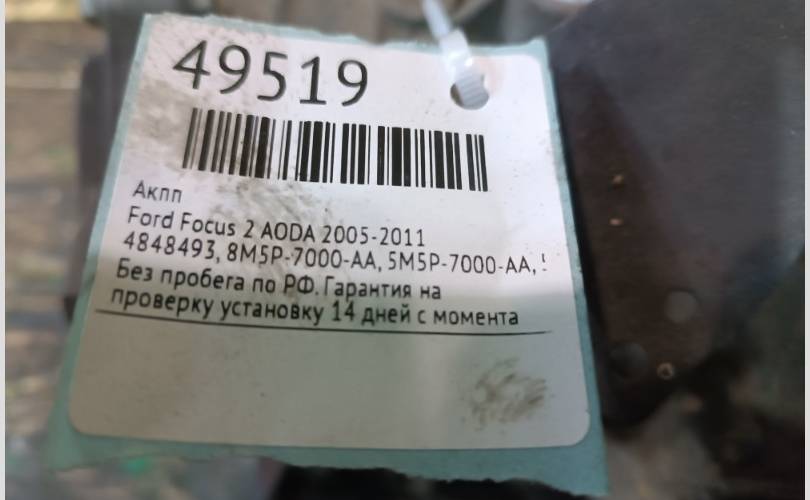 49519
Акпп
Ford Focus 2 AODA 2005-2011
4848493, 8M5P-7000-AA, 5M5P-7000-AA,
Без пробега по РФ. Гарантия на
проверку установку 14 дней с момента